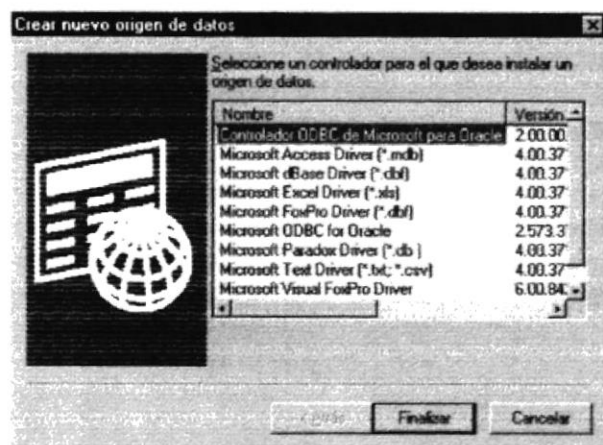 Crear nuevo origen de datos
Seleccione un controlador para el que desea instalar un
origen de datos.
Nombre Versión
Controlador ODBC de Microsoft para Oracle 2.00.00.
Microsoft Access Driver (*.mdb) 4.00.37
Microsoft dBase Driver (*.dbf) 4.00.37
Microsoft Excel Driver (*.xls) 4.00.37
Microsoft FoxPro Driver (*.dbf) 4.00.37
Microsoft ODBC for Oracle 2.573.3
Microsoft Paradox Driver (*.db ) 4.00.37
Microsoft Text Driver (*.txt; *.csv) 4.00.37
Microsoft Visual FoxPro Driver 6.00.84
Finalizar Cancelar